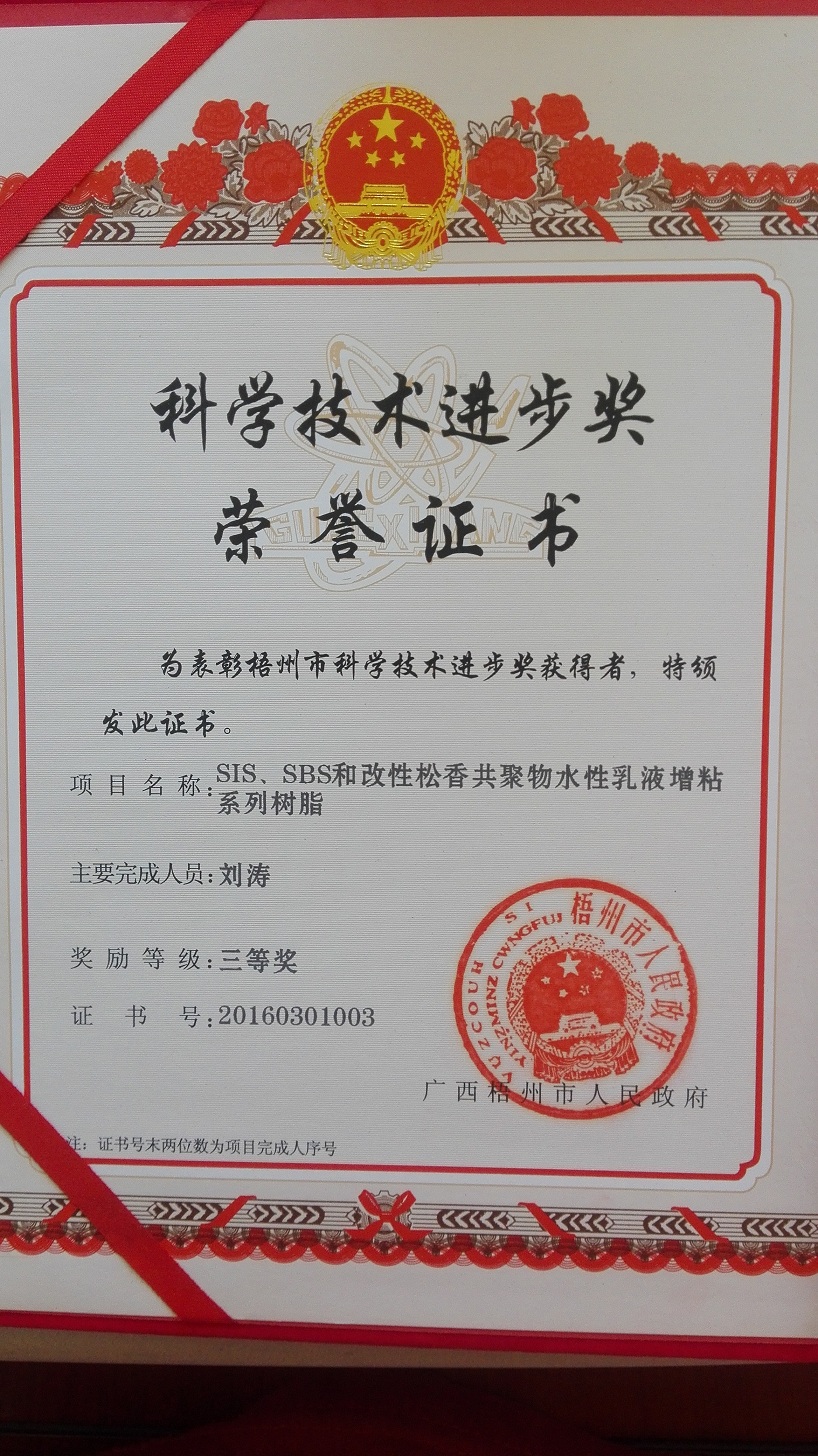 科学技术进步奖
荣誉证书
为表彰梧州市科学技术进步奖获得者，特颁
发此证书。
项目名称：SIS、SBS和改性松香共聚物水性乳液增粘
系列树脂
主要完成人员：刘涛
奖励等级：三等奖
证书号：20160301003
梧州市人民政府
VUZCOUH SI
YINZMINZ CWNGFUJ
广西梧州市人民政府
注：证书号末两位数为项目完成人序号